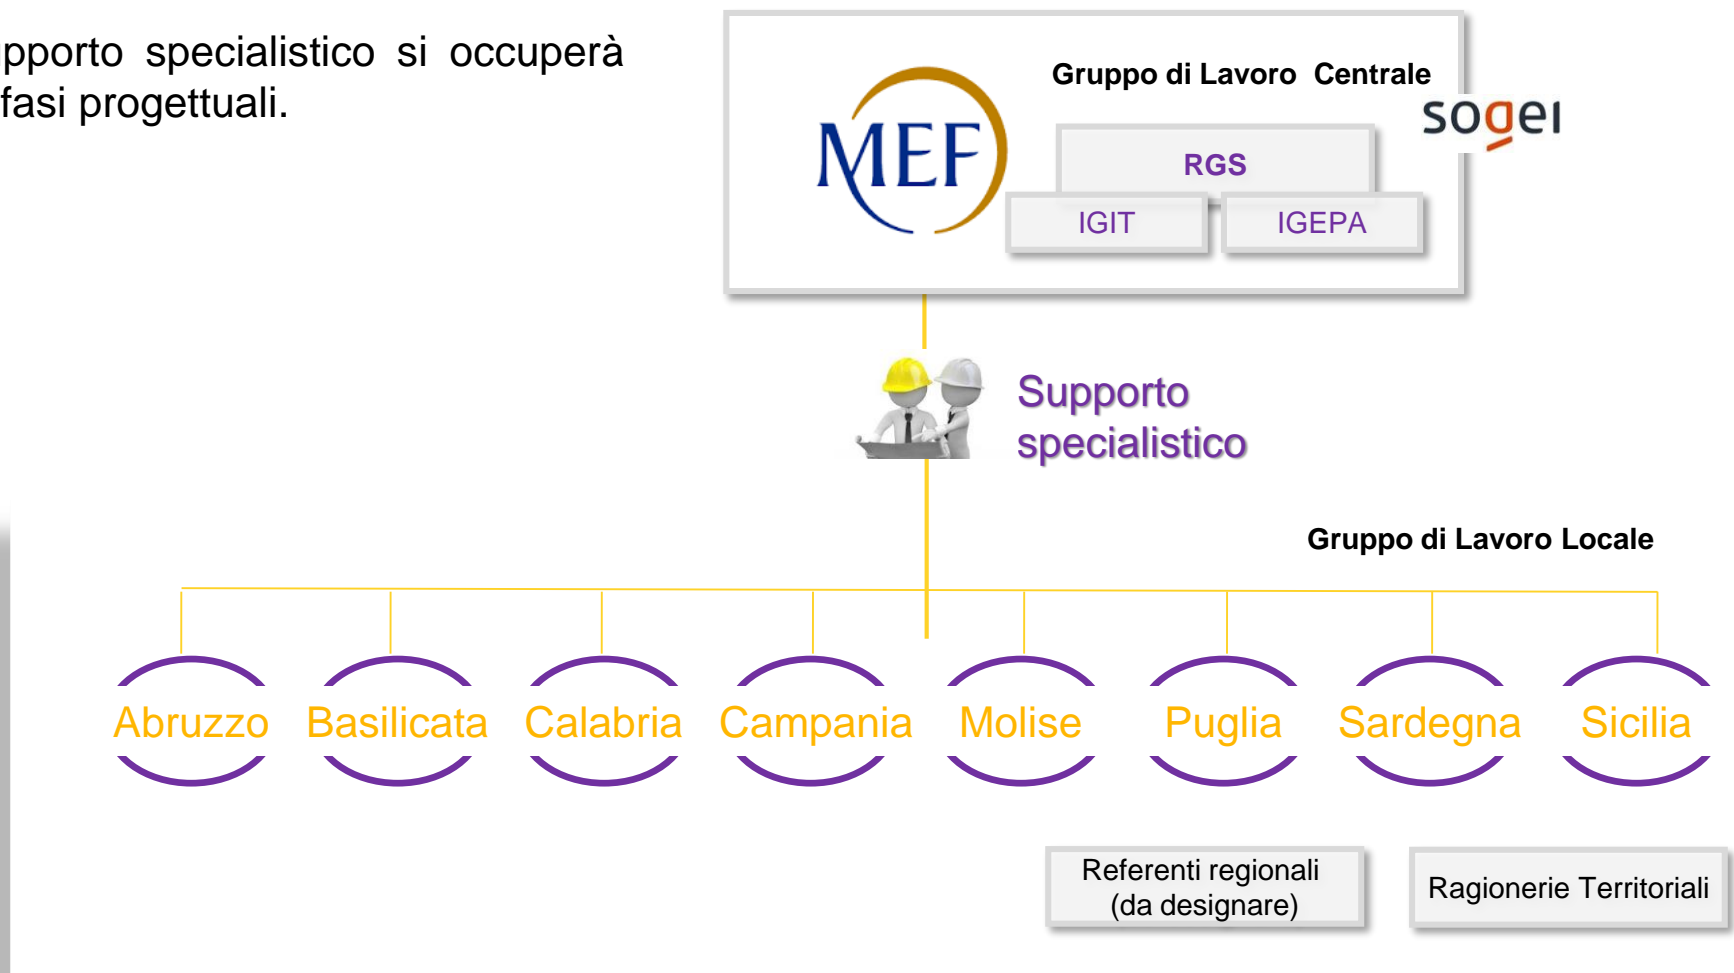 supporto specialistico si occuperà
fasi progettuali.
Gruppo di Lavoro Centrale
sogei
MEF
RGS
IGIT IGEPA
Supporto
specialistico
Gruppo di Lavoro Locale
Abruzzo Basilicata Calabria Campania Molise Puglia Sardegna Sicilia
Referenti regionali
(da designare)
Ragionerie Territoriali